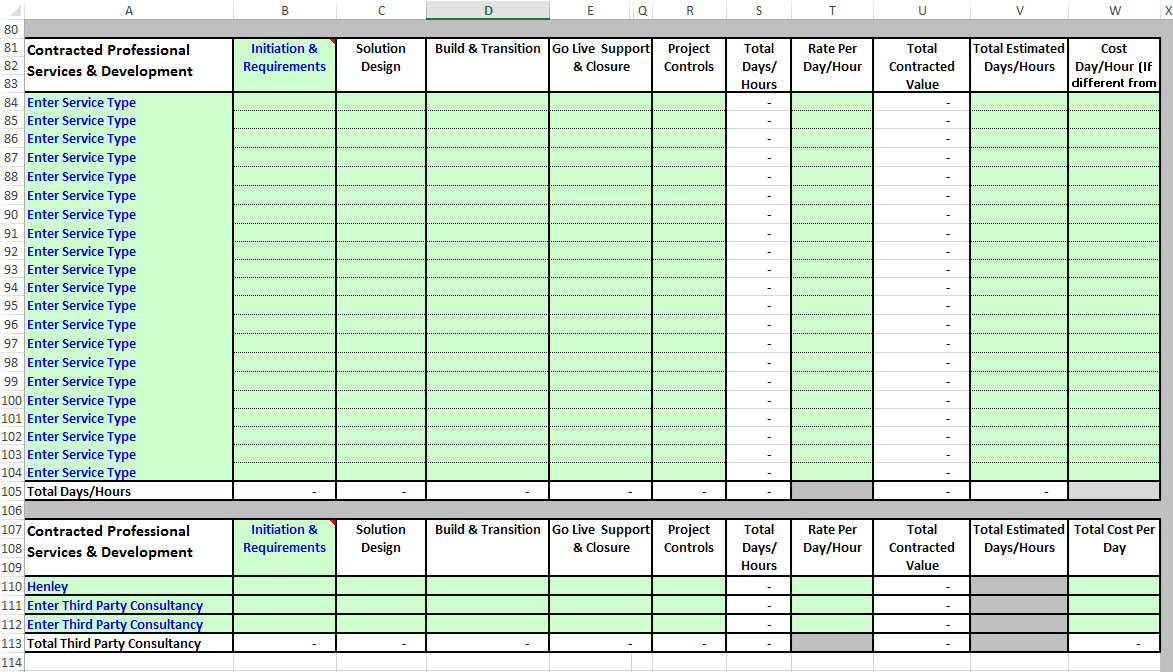 A B C D E Q R S T U V W X
80
81 Contracted Professional Initiation & Solution Build & Transition Go Live Support Project Total Rate Per Total Total Estimated Cost
82 Services & Development Requirements Design & Closure Controls Days/ Day/Hour Contracted Days/Hours Day/Hour (If
83 Hours Value different from
84 Enter Service Type - -
85 Enter Service Type - -
86 Enter Service Type - -
87 Enter Service Type - -
88 Enter Service Type - -
89 Enter Service Type - -
90 Enter Service Type - -
91 Enter Service Type - -
92 Enter Service Type - -
93 Enter Service Type - -
94 Enter Service Type - -
95 Enter Service Type - -
96 Enter Service Type - -
97 Enter Service Type - -
98 Enter Service Type - -
99 Enter Service Type - -
100 Enter Service Type - -
101 Enter Service Type - -
102 Enter Service Type - -
103 Enter Service Type - -
104 Enter Service Type - -
105 Total Days/Hours - - - - - - - -
106
107 Contracted Professional Initiation & Solution Build & Transition Go Live Support Project Total Rate Per Total Total Estimated Total Cost Per
108 Services & Development Requirements Design & Closure Controls Days/ Day/Hour Contracted Days/Hours Day
109 Hours Value
110 Henley - -
111 Enter Third Party Consultancy - -
112 Enter Third Party Consultancy - -
113 Total Third Party Consultancy - - - - - - - -
114